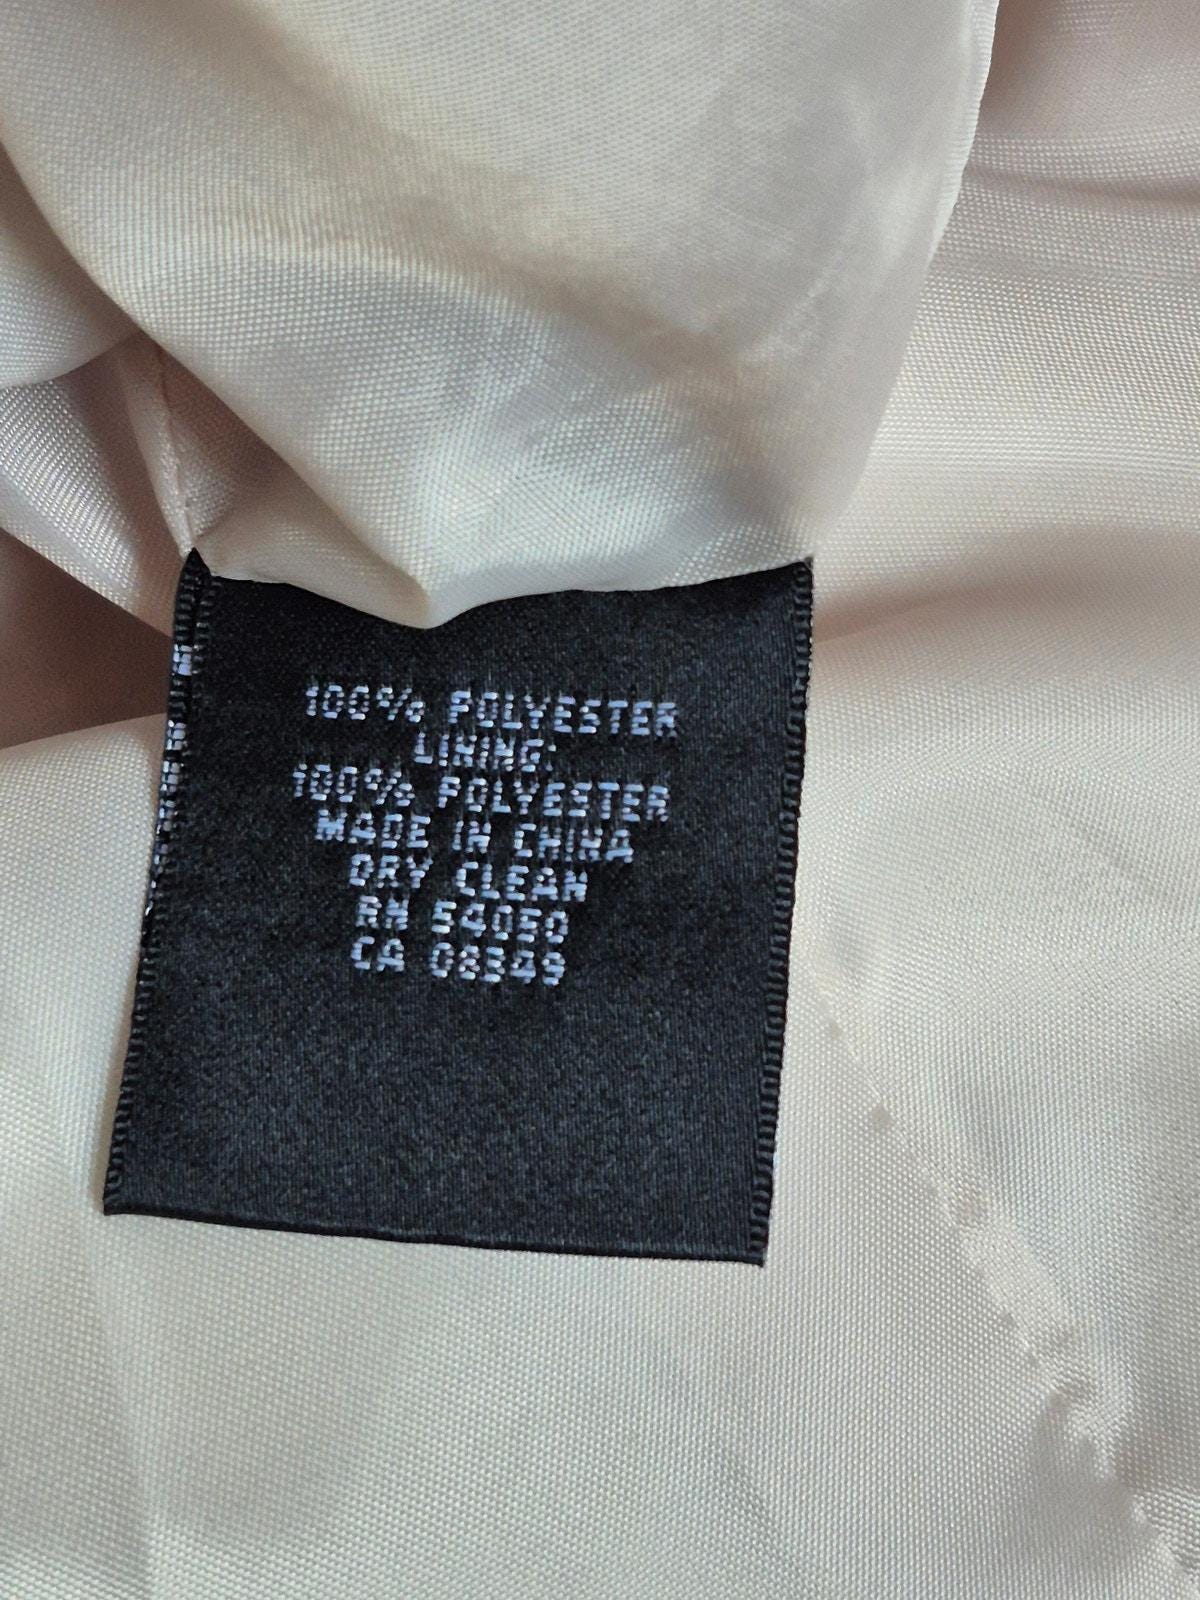 100% POLYESTER
LINING:
100% POLYESTER
MADE IN CHINA
DRY CLEAN
RN 54050
CA 08349